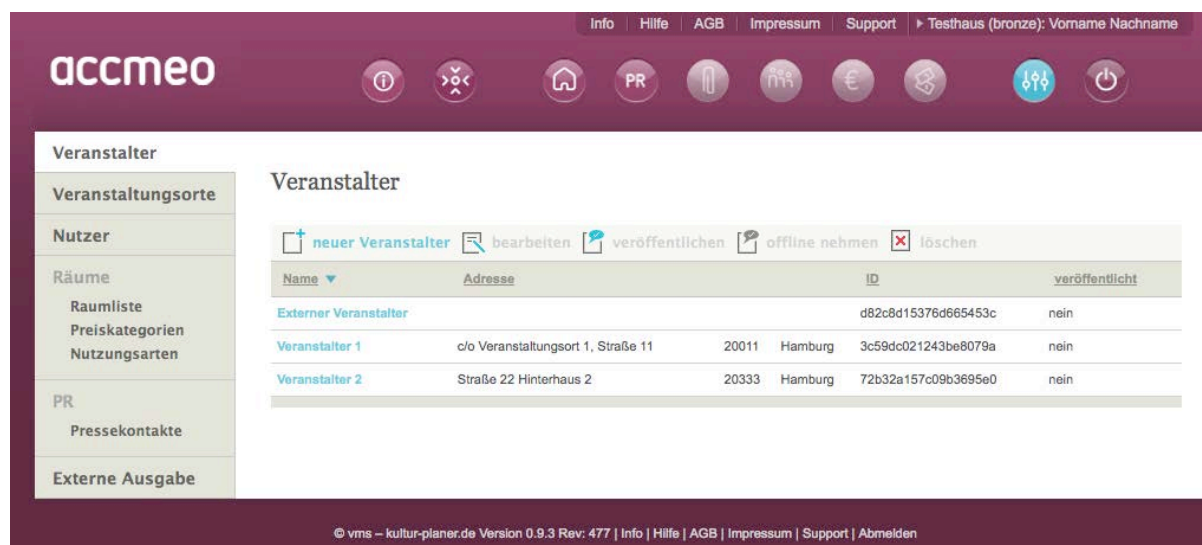 Info | Hilfe | AGB | Impressum | Support | Testhaus (bronze): Vorname Nachname
accmeo
PR
€
Veranstalter
Veranstaltungsorte
Nutzer
Räume
Raumliste
Preiskategorien
Nutzungsarten
PR
Pressekontakte
Externe Ausgabe
Veranstalter
neuer Veranstalter bearbeiten veröffentlichen offline nehmen löschen
Name Adresse ID veröffentlicht
Externer Veranstalter d82c8d15376d665453c nein
Veranstalter 1 c/o Veranstaltungsort 1, Straße 11 20011 Hamburg 3c59dc021243be8079a nein
Veranstalter 2 Straße 22 Hinterhaus 2 20333 Hamburg 72b32a157c09b3695e0 nein
© vms – kultur-planer.de Version 0.9.3 Rev: 477 | Info | Hilfe | AGB | Impressum | Support | Abmelden